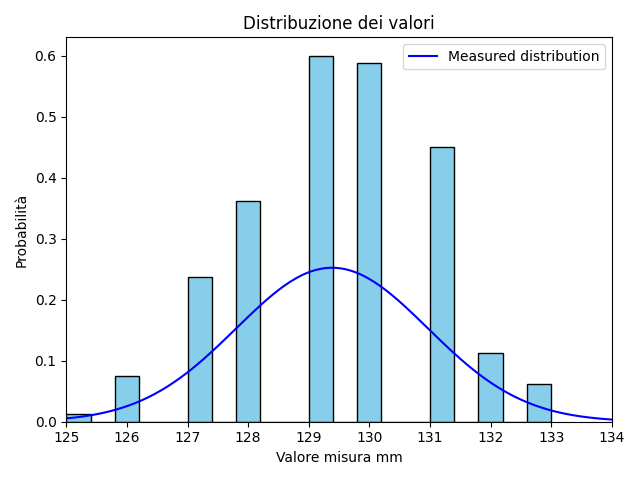 Distribuzione dei valori
Measured distribution
Probabilità
0.6
0.5
0.4
0.3
0.2
0.1
0.0
125 126 127 128 129 130 131 132 133 134
Valore misura mm